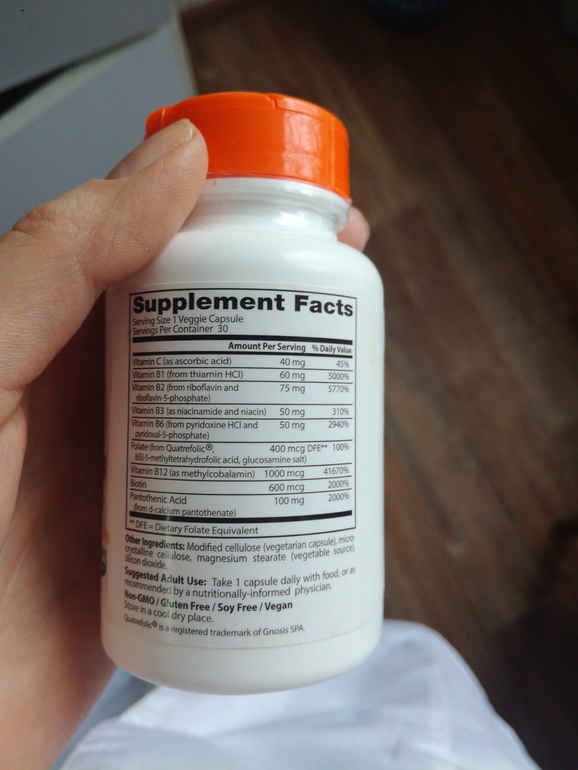 Supplement Facts
Serving Size 1 Veggie Capsule
Servings Per Container 30
Amount Per Serving % Daily Value
Vitamin C (as ascorbic acid) 40 mg 45%
Vitamin B1 (from thiamin HCl) 60 mg 5000%
Vitamin B2 (from riboflavin and 75 mg 5770%
riboflavin-5-phosphate)
Vitamin B3 (as niacinamide and niacin) 50 mg 310%
Vitamin B6 (from pyridoxine HCl and 50 mg 2940%
pyridoxal-5-phosphate)
Folate (from Quatrefolic®, 400 mcg DFE** 100%
(6S)-5-methyltetrahydrofolic acid, glucosamine salt)
Vitamin B12 (as methylcobalamin) 1000 mcg 41670%
Biotin 600 mcg 2000%
Pantothenic Acid 100 mg 2000%
(from d-calcium pantothenate)
** DFE = Dietary Folate Equivalent
Other Ingredients: Modified cellulose (vegetarian capsule), micro-
crystalline cellulose, magnesium stearate (vegetable source),
silicon dioxide.
Suggested Adult Use: Take 1 capsule daily with food, or as
recommended by a nutritionally-informed physician.
Non-GMO / Gluten Free / Soy Free / Vegan
Store in a cool dry place.
Quatrefolic® is a registered trademark of Gnosis SPA.